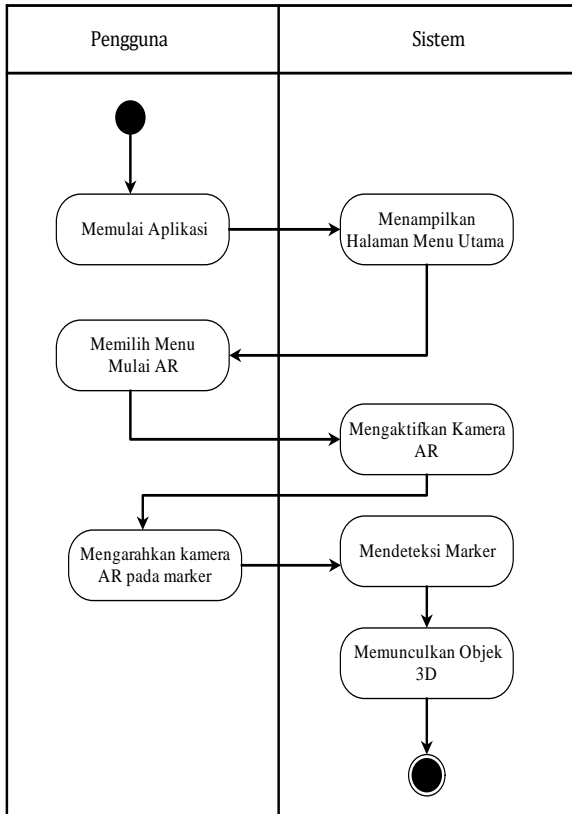 Pengguna
Sistem
Memulai Aplikasi
Menampilkan
Halaman Menu Utama
Memilih Menu
Mulai AR
Mengaktifkan Kamera
AR
Mengarahkan kamera
AR pada marker
Mendeteksi Marker
Memunculkan Objek
3D